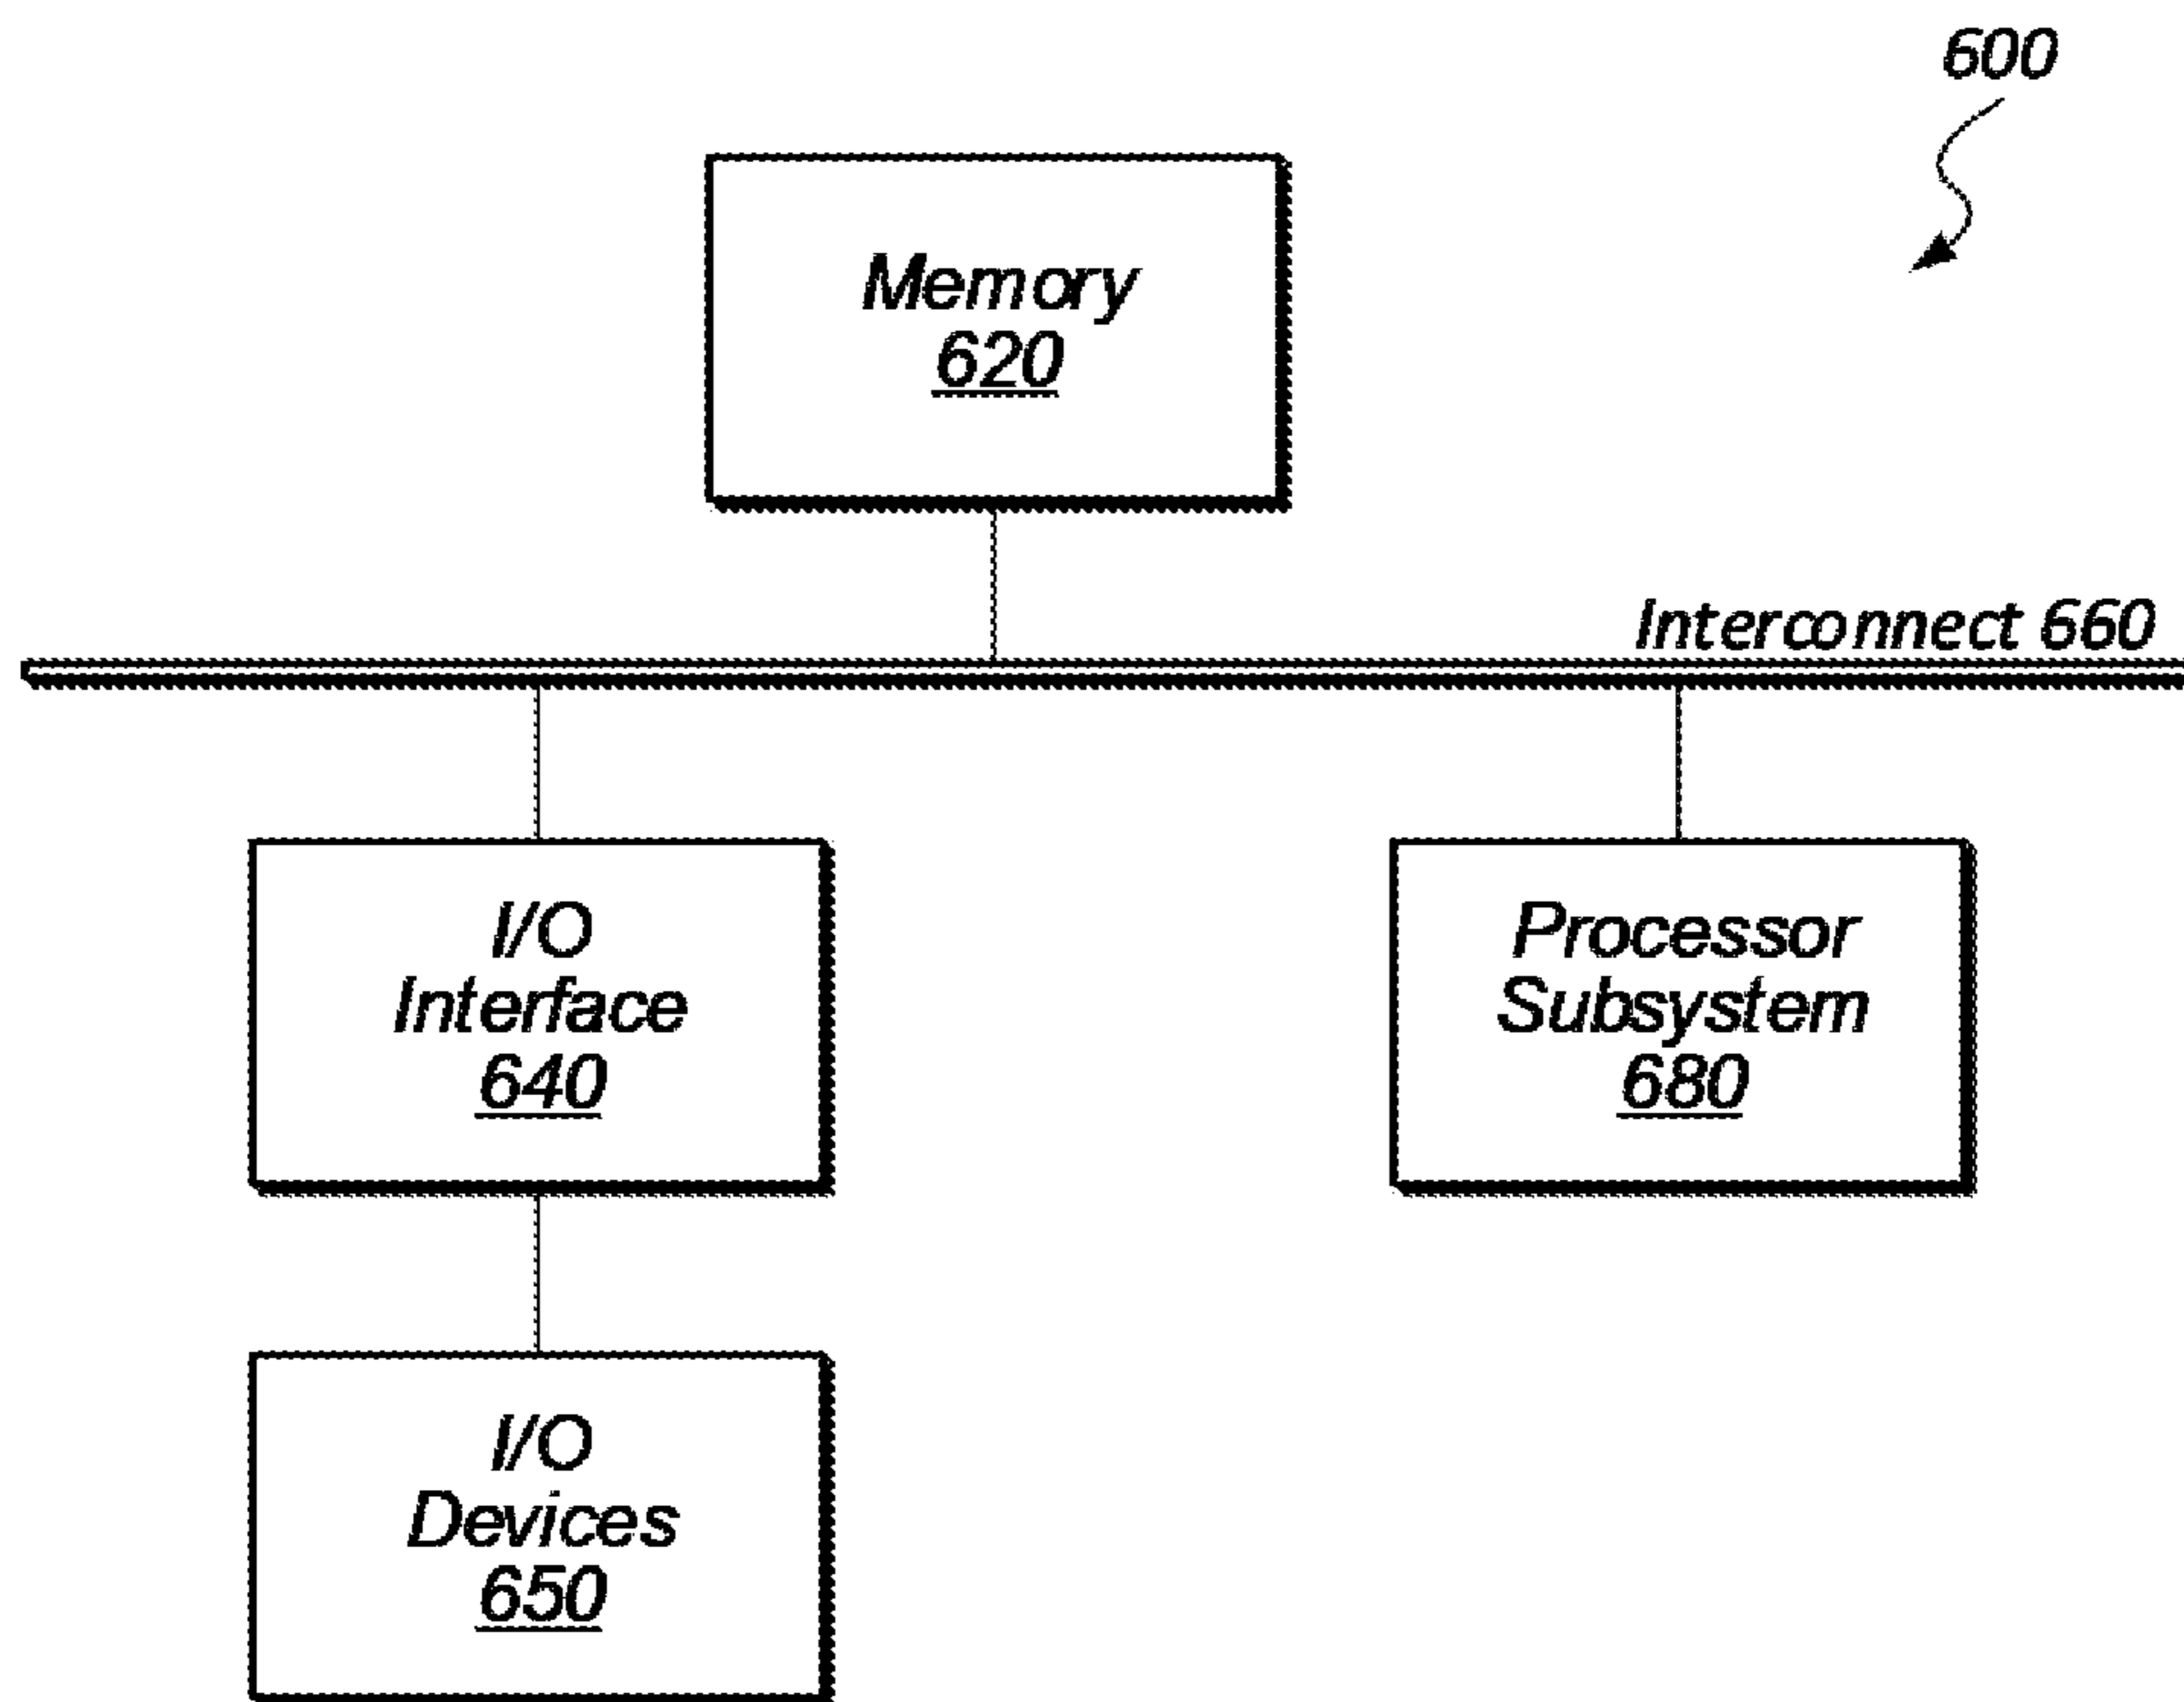 600
Memory
620
Interconnect 660
I/O
Interface
640
Processor
Subsystem
680
I/O
Devices
650